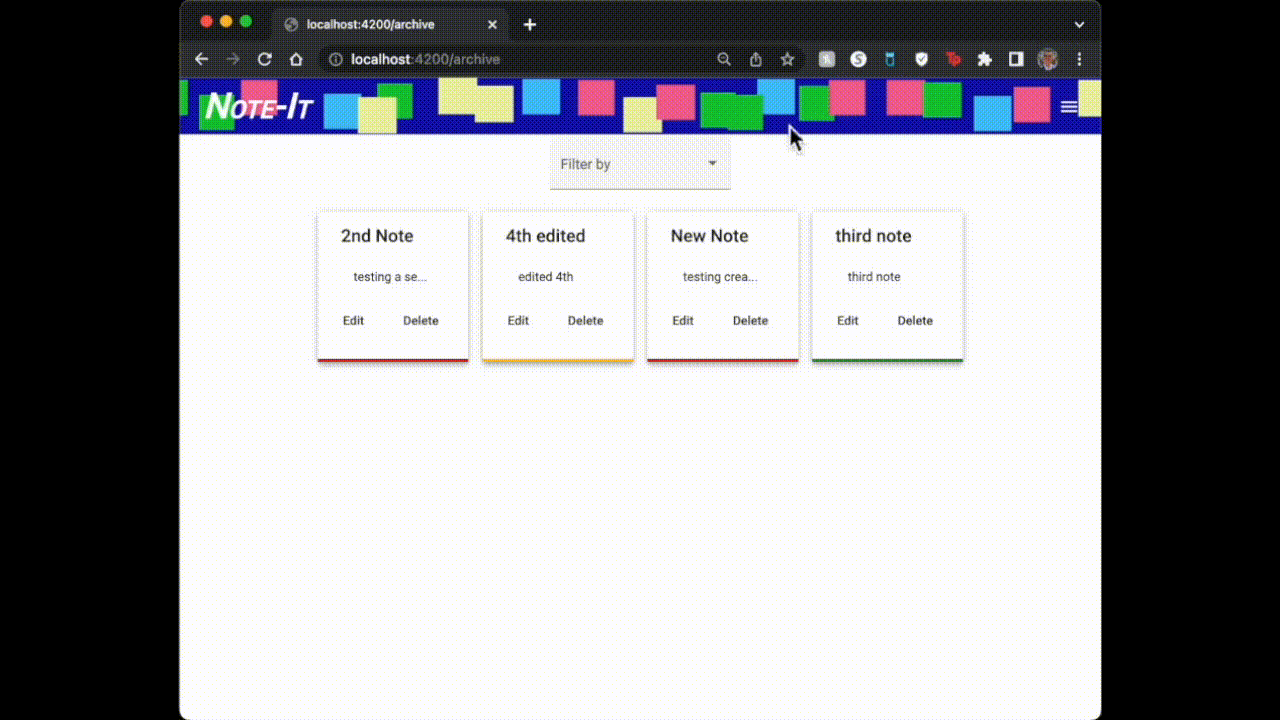 localhost:4200/archive
localhost:4200/archive
NOTE-IT
Filter by
2nd Note
testing a se...
Edit Delete
4th edited
edited 4th
Edit Delete
New Note
testing crea...
Edit Delete
third note
third note
Edit Delete